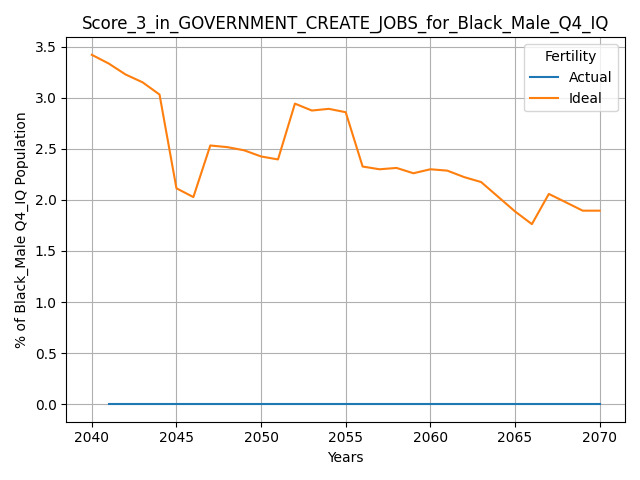 Score_3_in_GOVERNMENT_CREATE_JOBS_for_Black_Male_Q4_IQ
Fertility
Actual
Ideal
% of Black_Male Q4_IQ Population
3.5
3.0
2.5
2.0
1.5
1.0
0.5
0.0
2040 2045 2050 2055 2060 2065 2070
Years